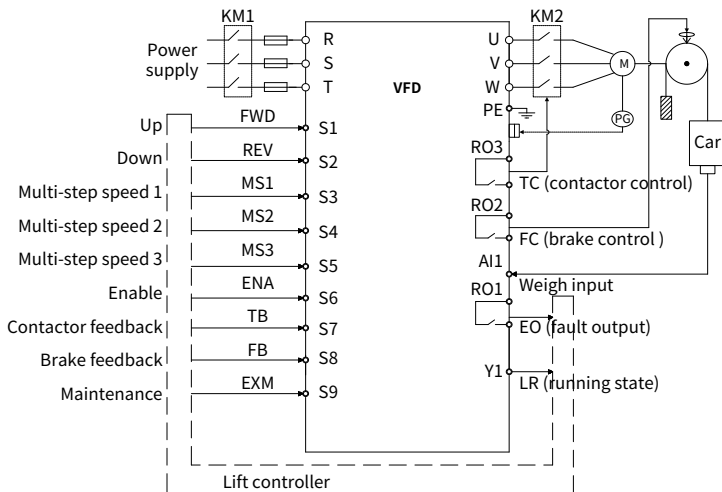 KM1
KM2
Power
supply
R
S
T
VFD
U
V
W
M
PE
PG
Car
Up
FWD
S1
Down
REV
S2
Multi-step speed 1
MS1
S3
Multi-step speed 2
MS2
S4
Multi-step speed 3
MS3
S5
Enable
ENA
S6
Contactor feedback
TB
S7
Brake feedback
FB
S8
Maintenance
EXM
S9
RO3
TC (contactor control)
RO2
FC (brake control )
AI1
Weigh input
RO1
EO (fault output)
Y1
LR (running state)
Lift controller